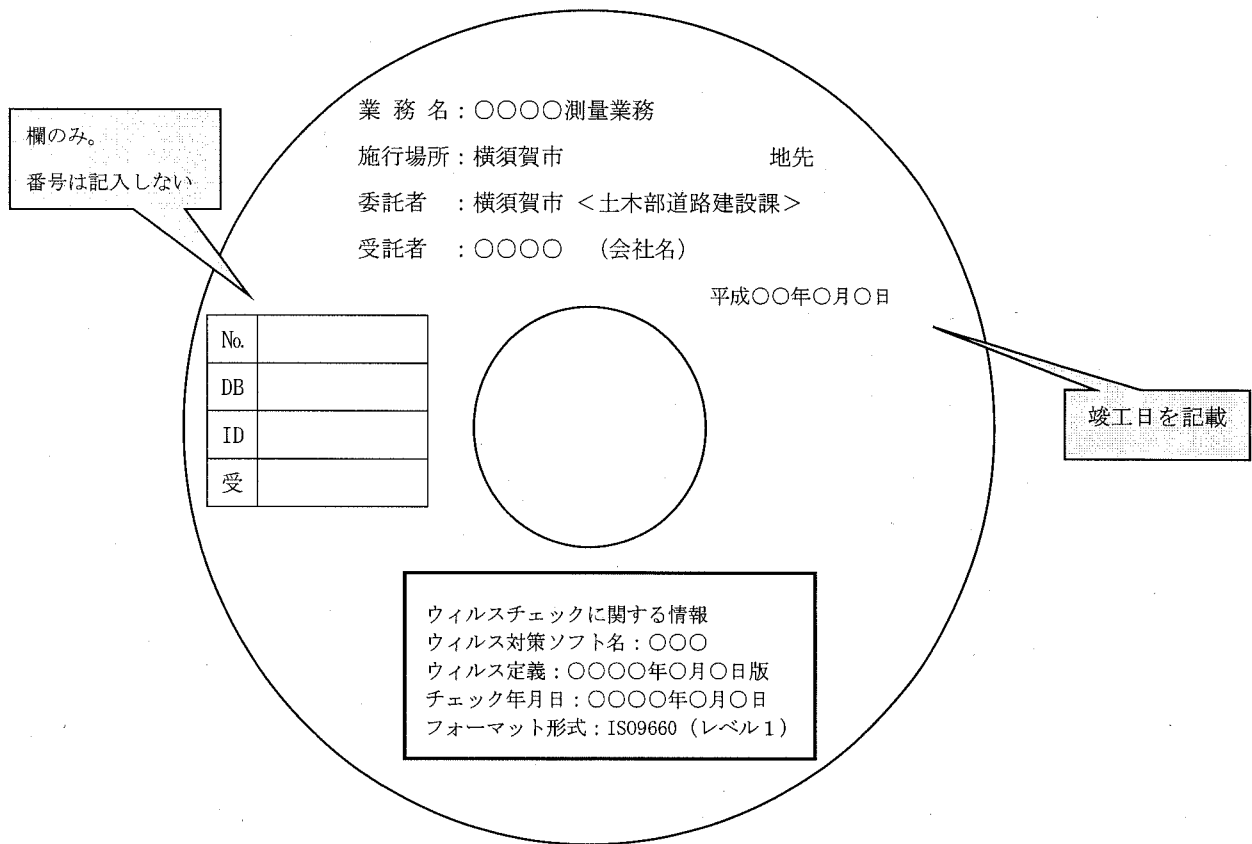 業 務 名：○○○○測量業務
施行場所：横須賀市　　　　　　　　　地先
委託者　：横須賀市 ＜土木部道路建設課＞
受託者　：○○○○　（会社名）
平成○○年○月○日
欄のみ。
番号は記入しない
No.
DB
ID
受
竣工日を記載
ウィルスチェックに関する情報
ウィルス対策ソフト名：○○○
ウィルス定義：○○○○年○月○日版
チェック年月日：○○○○年○月○日
フォーマット形式：ISO9660（レベル１）